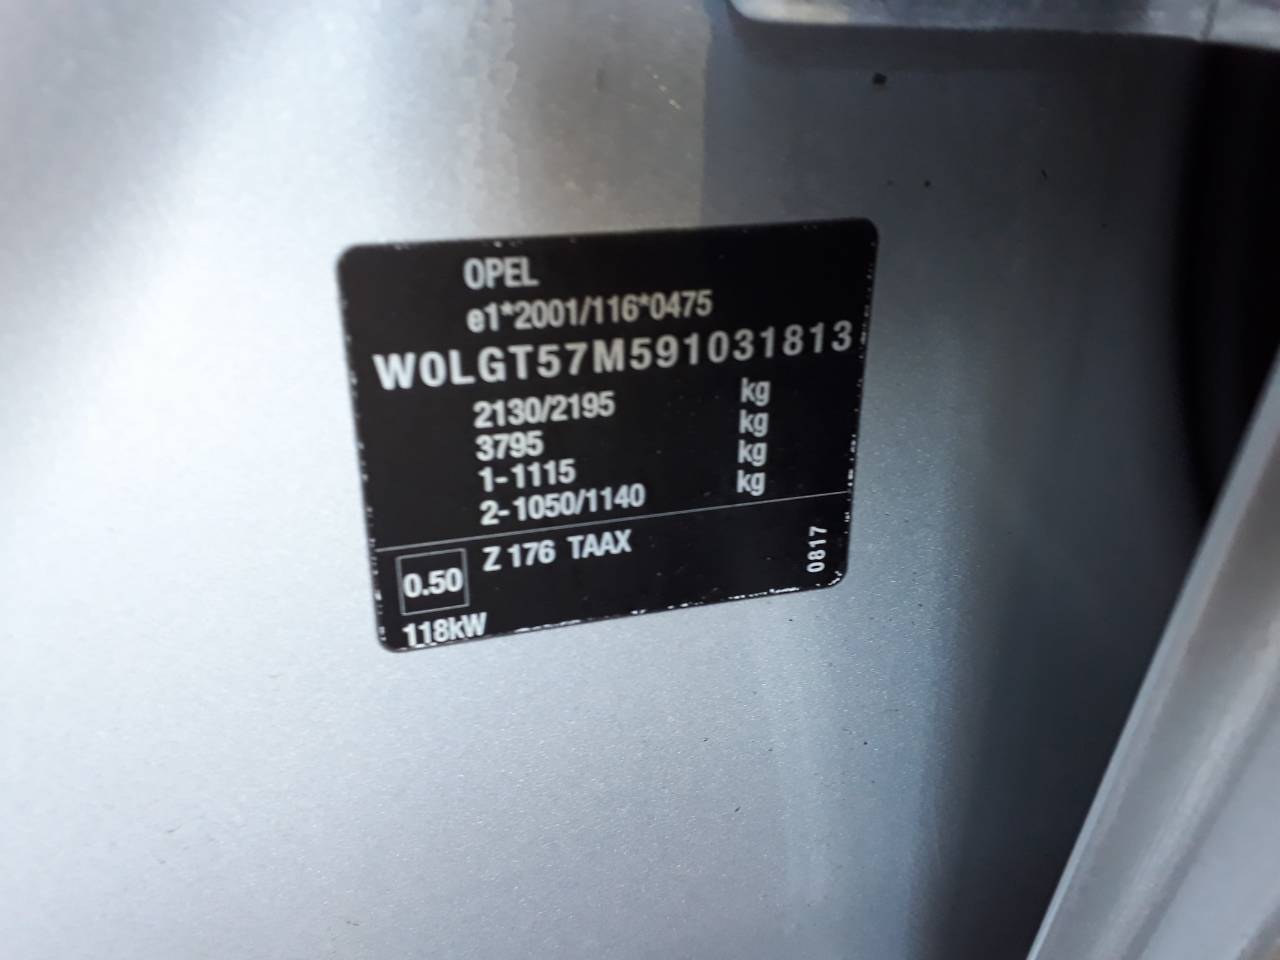 OPEL
e1*2001/116*0475
W0LGT57M591031813
2130/2195 kg
3795 kg
1-1115 kg
2-1050/1140 kg
0.50 Z 176 TAAX 0817
118kW